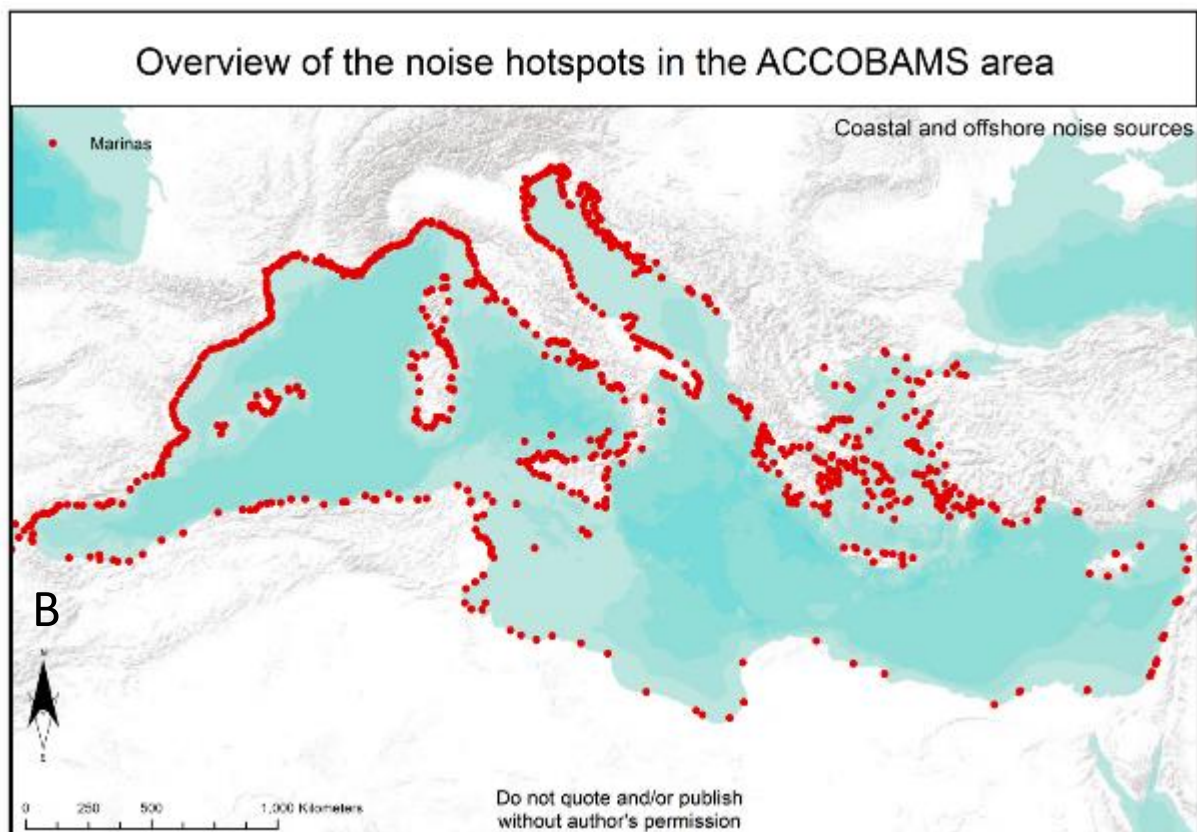 Overview of the noise hotspots in the ACCOBAMS area
Coastal and offshore noise sources
Marinas
B
N
S
0 250 500 1,000 Kilometers
Do not quote and/or publish
without author's permission